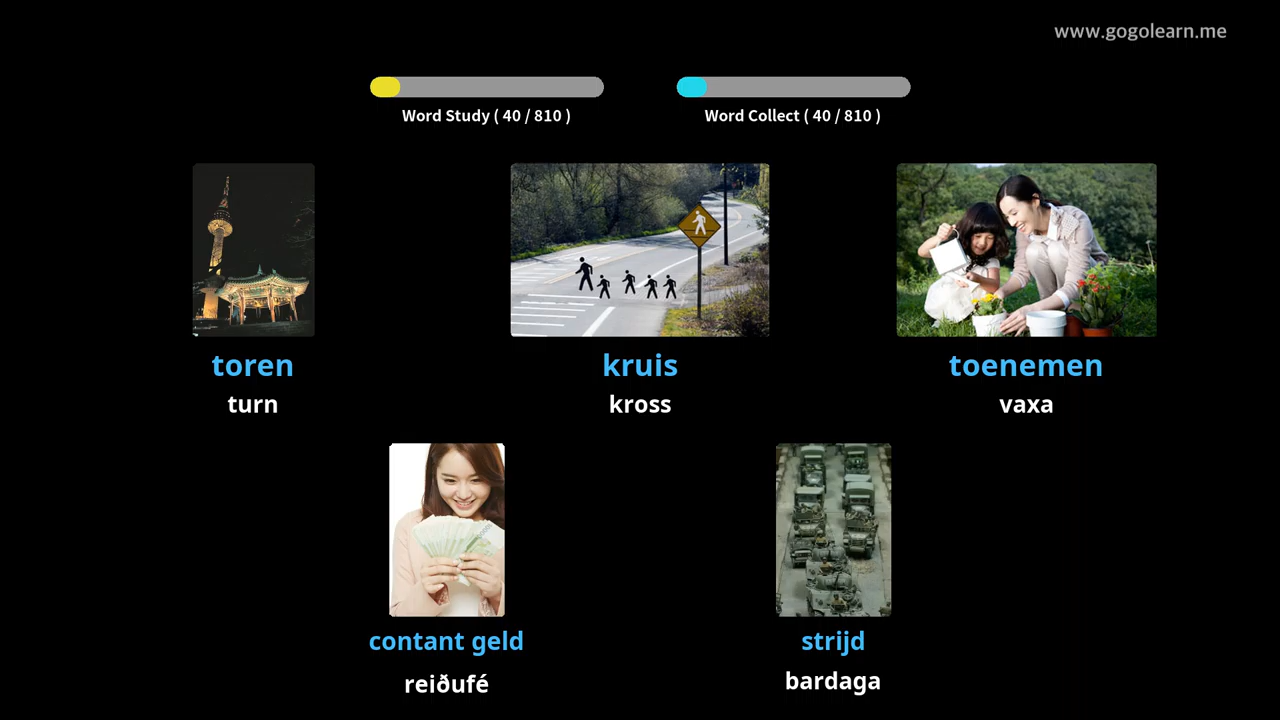 www.gogolearn.me
Word Study ( 40 / 810 )
Word Collect ( 40 / 810 )
toren
kruis
toenemen
turn
kross
vaxa
contant geld
strijd
reiðufé
bardaga